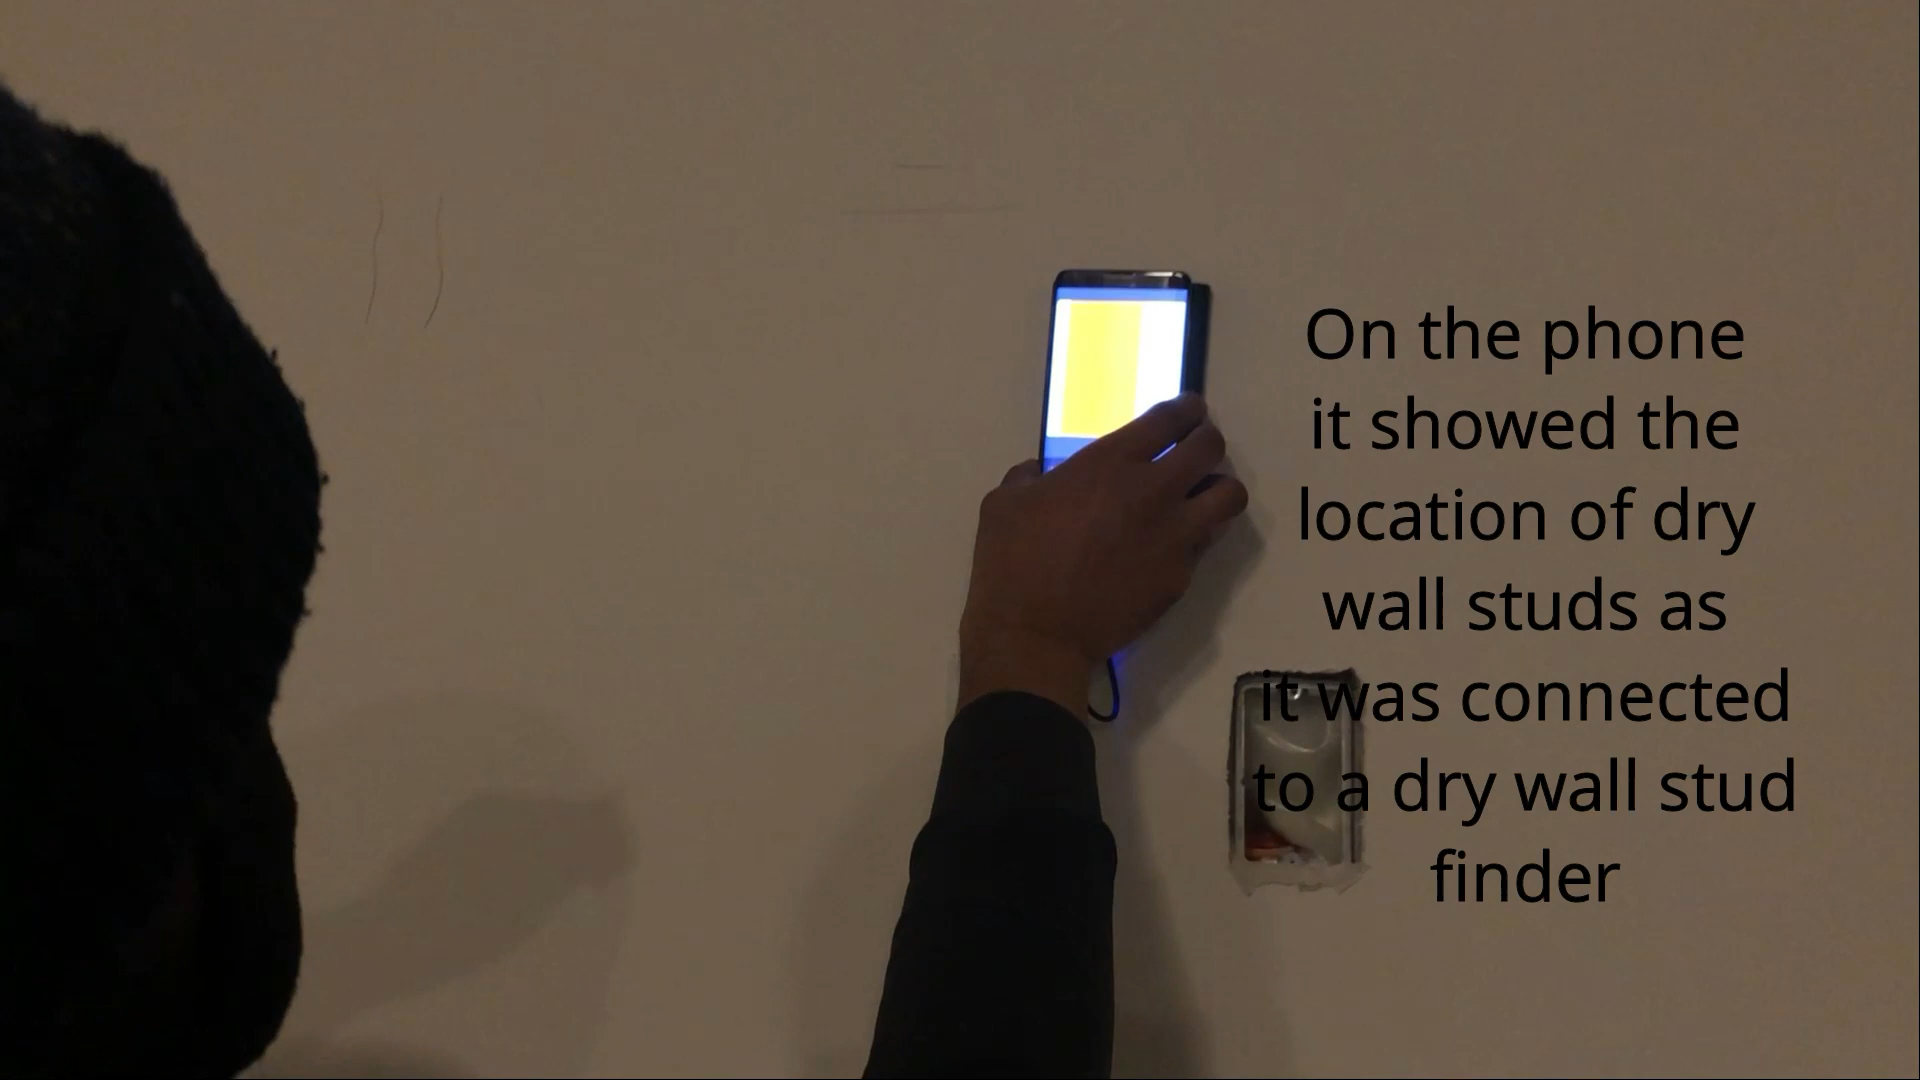 On the phone
it showed the
location of dry
wall studs as
it was connected
to a dry wall stud
finder